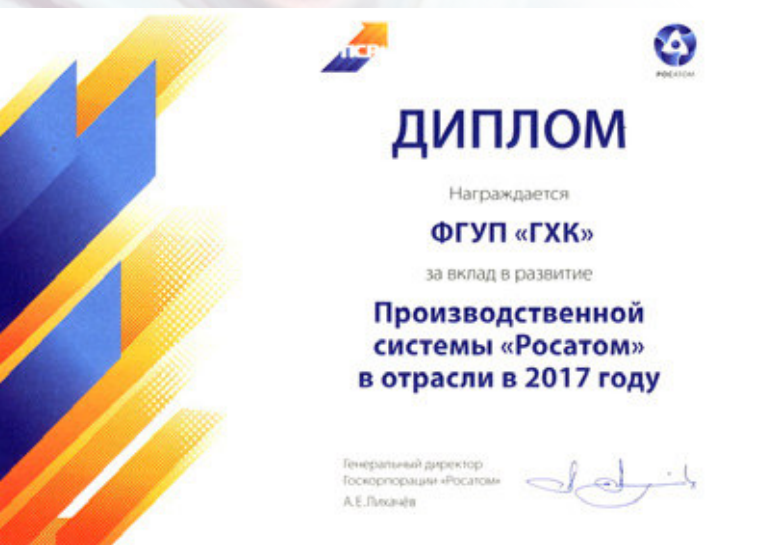 ПСР
РОСАТОМ
ДИПЛОМ
Награждается
ФГУП «ГХК»
за вклад в развитие
Производственной
системы «Росатом»
в отрасли в 2017 году
Генеральный директор
Госкорпорации «Росатом»
А.Е.Лихачёв